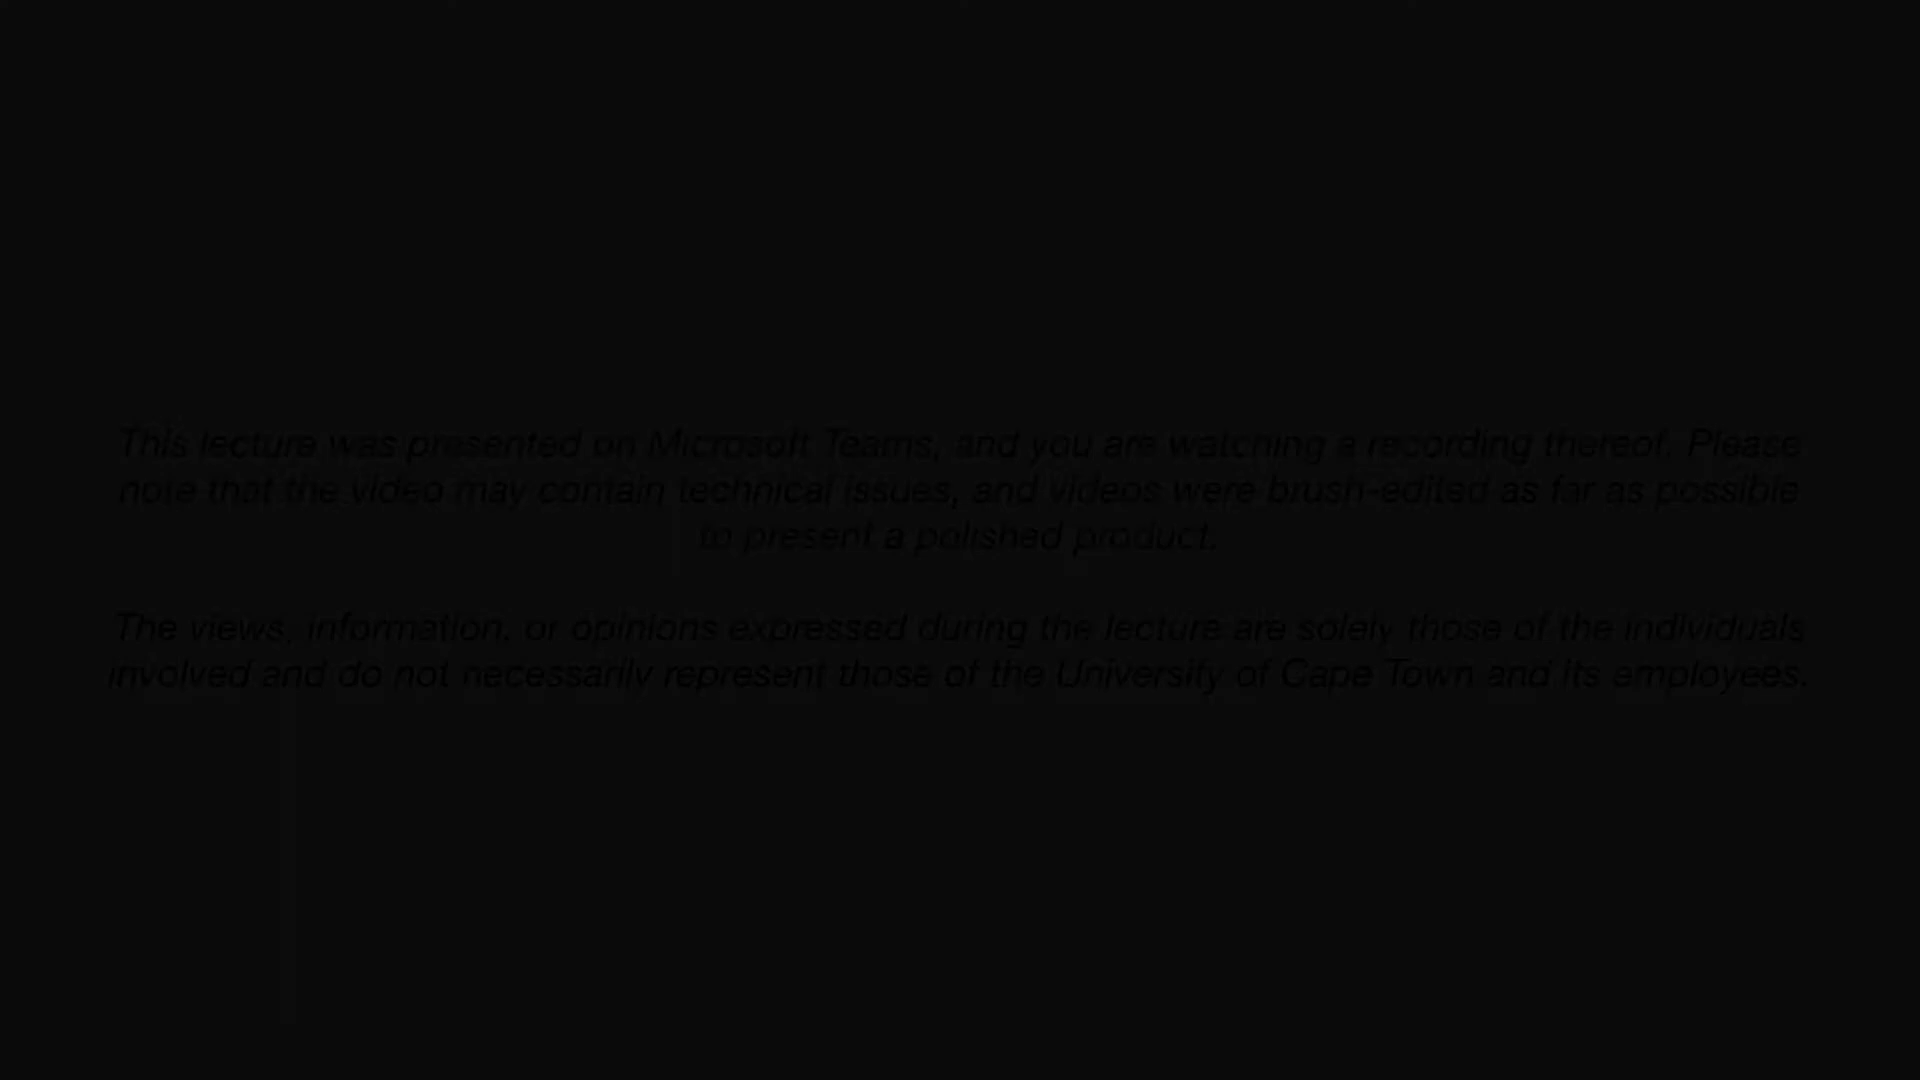 This lecture was presented on Microsoft Teams, and you are watching a recording thereof. Please
note that the video may contain technical issues, and videos were brush-edited as far as possible
to present a polished product.
The views, information, or opinions expressed during the lecture are solely those of the individuals
involved and do not necessarily represent those of the University of Cape Town and its employees.